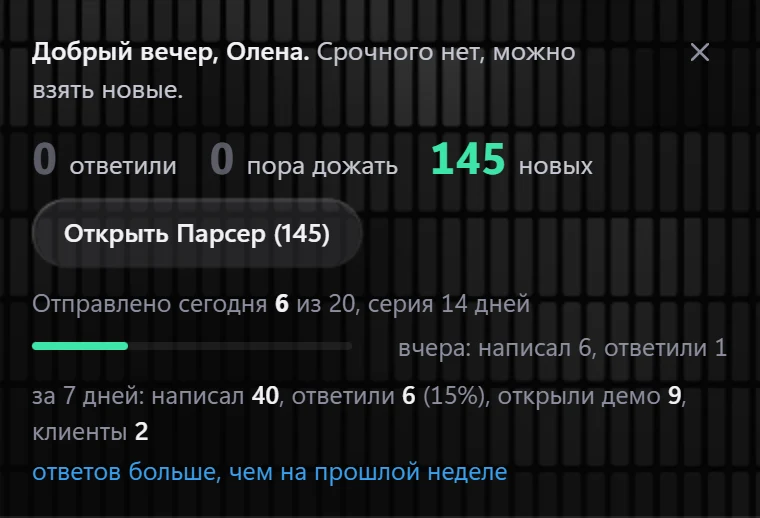 Добрый вечер, Олена. Срочного нет, можно
взять новые.
0 ответили 0 пора дожать 145 новых
Открыть Парсер (145)
Отправлено сегодня 6 из 20, серия 14 дней
вчера: написал 6, ответили 1
за 7 дней: написал 40, ответили 6 (15%), открыли демо 9,
клиенты 2
ответов больше, чем на прошлой неделе